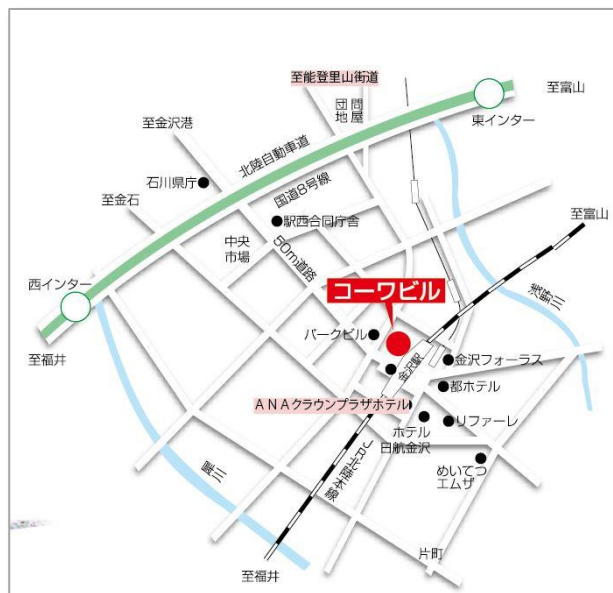 至能登里山街道
至富山
問屋
団地
東インター
至金沢港
北陸自動車道
石川県庁
国道8号線
至金石
駅西合同庁舎
至富山
中央
市場
50m道路
浅野川
西インター
コーワビル
パークビル
至福井
金沢駅
金沢フォーラス
都ホテル
ANAクラウンプラザホテル
リファーレ
ホテル
日航金沢
めいてつ
エムザ
犀川
JR北陸本線
片町
至福井